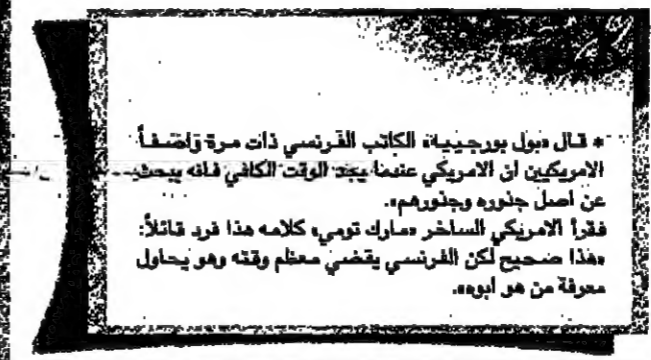 * قال «بول بورجييه» الكاتب الفرنسي ذات مرة واصفاً
الامريكيين ان الامريكي عندما يجد الوقت الكافي فانه يبحث
عن اصل جذوره وجذورهم».
فقرأ الامريكي الساخر «مارك تومي» كلامه هذا فرد قائلاً:
«هذا صحيح لكن الفرنسي يقضي معظم وقته وهو يحاول
معرفة من هو ابوه».